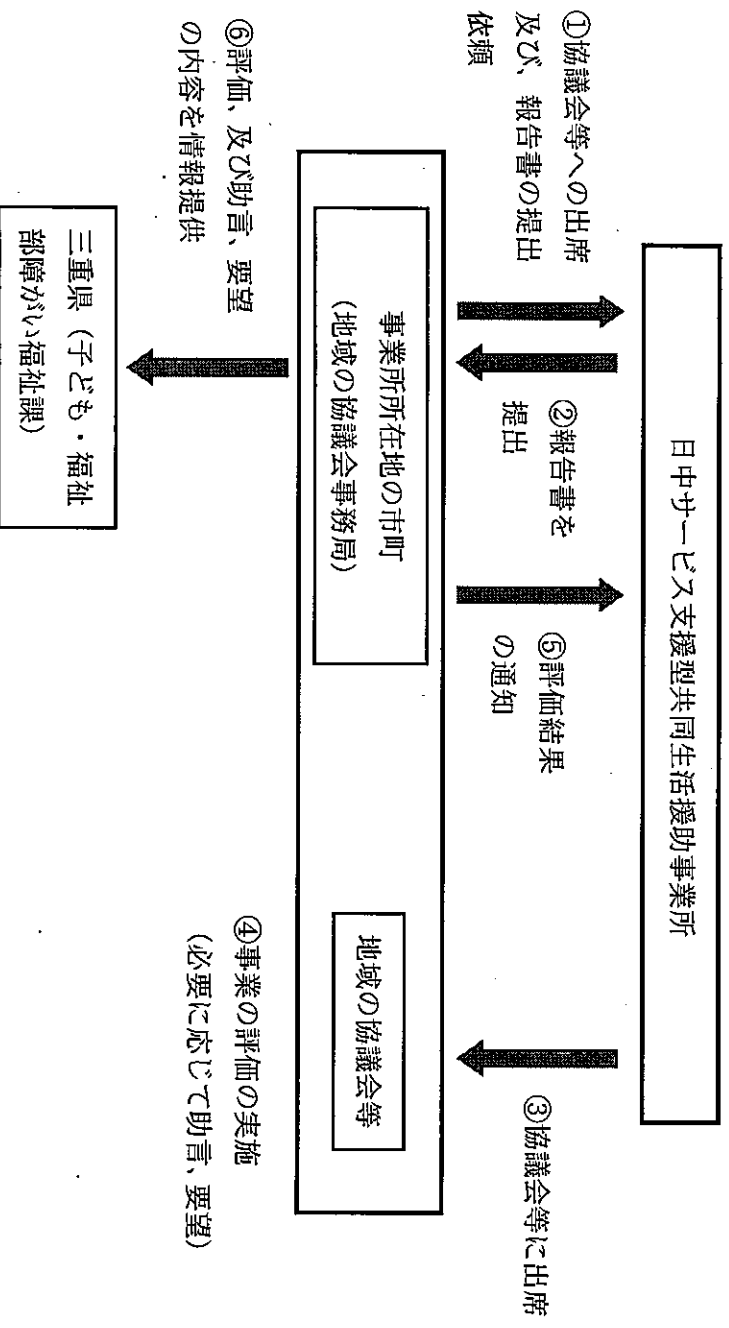 日中サービス支援型共同生活援助事業所
①協議会等への出席
及び、報告書の提出
依頼
②報告書を
提出
⑤評価結果
の通知
③協議会等に出席
事業所所在地の市町
(地域の協議会事務局)
地域の協議会等
⑥評価、及び助言、要望
の内容を情報提供
④事業の評価の実施
(必要に応じて助言、要望)
三重県(子ども・福祉
部障がい福祉課)